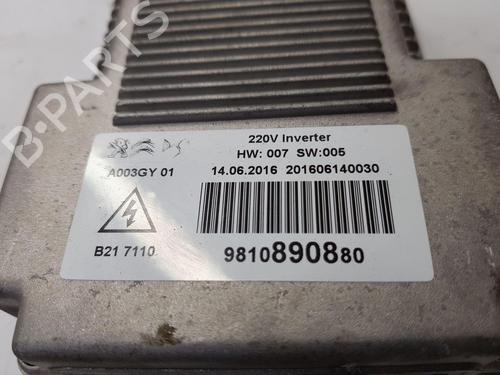 220V Inverter
HW: 007 SW:005
A003GY 01
14.06.2016 201606140030
B21 7110
9810890880
B-PARTS